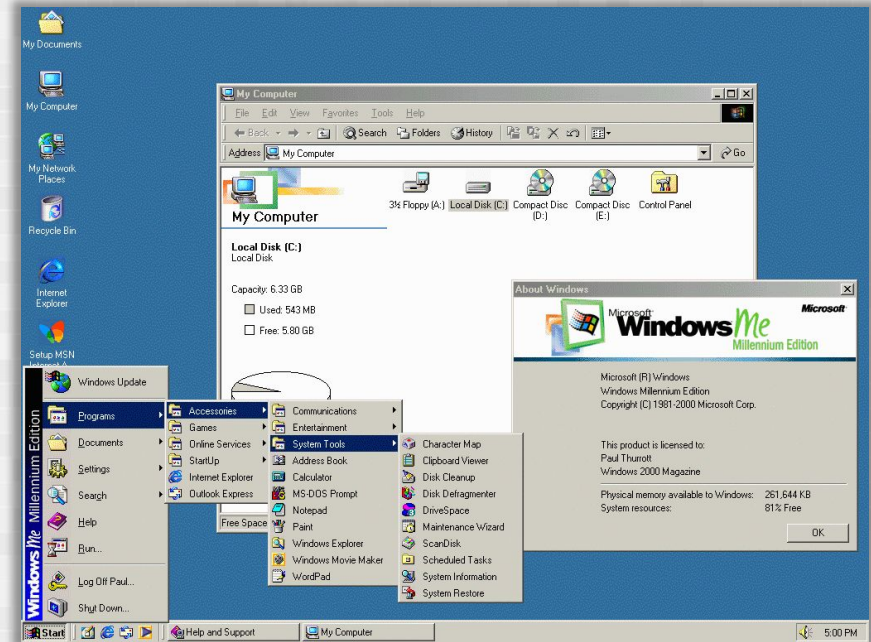 My Documents
My Computer
My Network
Places
Recycle Bin
Internet
Explorer
Setup MSN
My Computer
File Edit View Favorites Tools Help
Back Search Folders History
Address My Computer Go
My Computer
Local Disk (C:)
Local Disk
Capacity: 6.33 GB
Used: 543 MB
Free: 5.80 GB
Free Space
3½ Floppy (A:) Local Disk (C:) Compact Disc (D:) Compact Disc (E:) Control Panel
About Windows
Microsoft
Microsoft
Windows Me
Millennium Edition
Microsoft (R) Windows
Windows Millennium Edition
Copyright (C) 1981-2000 Microsoft Corp.
This product is licensed to:
Paul Thurrott
Windows 2000 Magazine
Physical memory available to Windows: 261,644 KB
System resources: 81% Free
OK
Windows Me Millennium Edition
Windows Update
Programs
Documents
Settings
Search
Help
Run...
Log Off Paul...
Shut Down...
Accessories
Games
Online Services
StartUp
Internet Explorer
Outlook Express
Communications
Entertainment
System Tools
Address Book
Calculator
MS-DOS Prompt
Notepad
Paint
Windows Explorer
Windows Movie Maker
WordPad
Character Map
Clipboard Viewer
Disk Cleanup
Disk Defragmenter
DriveSpace
Maintenance Wizard
ScanDisk
Scheduled Tasks
System Information
System Restore
Start Help and Support My Computer 5:00 PM